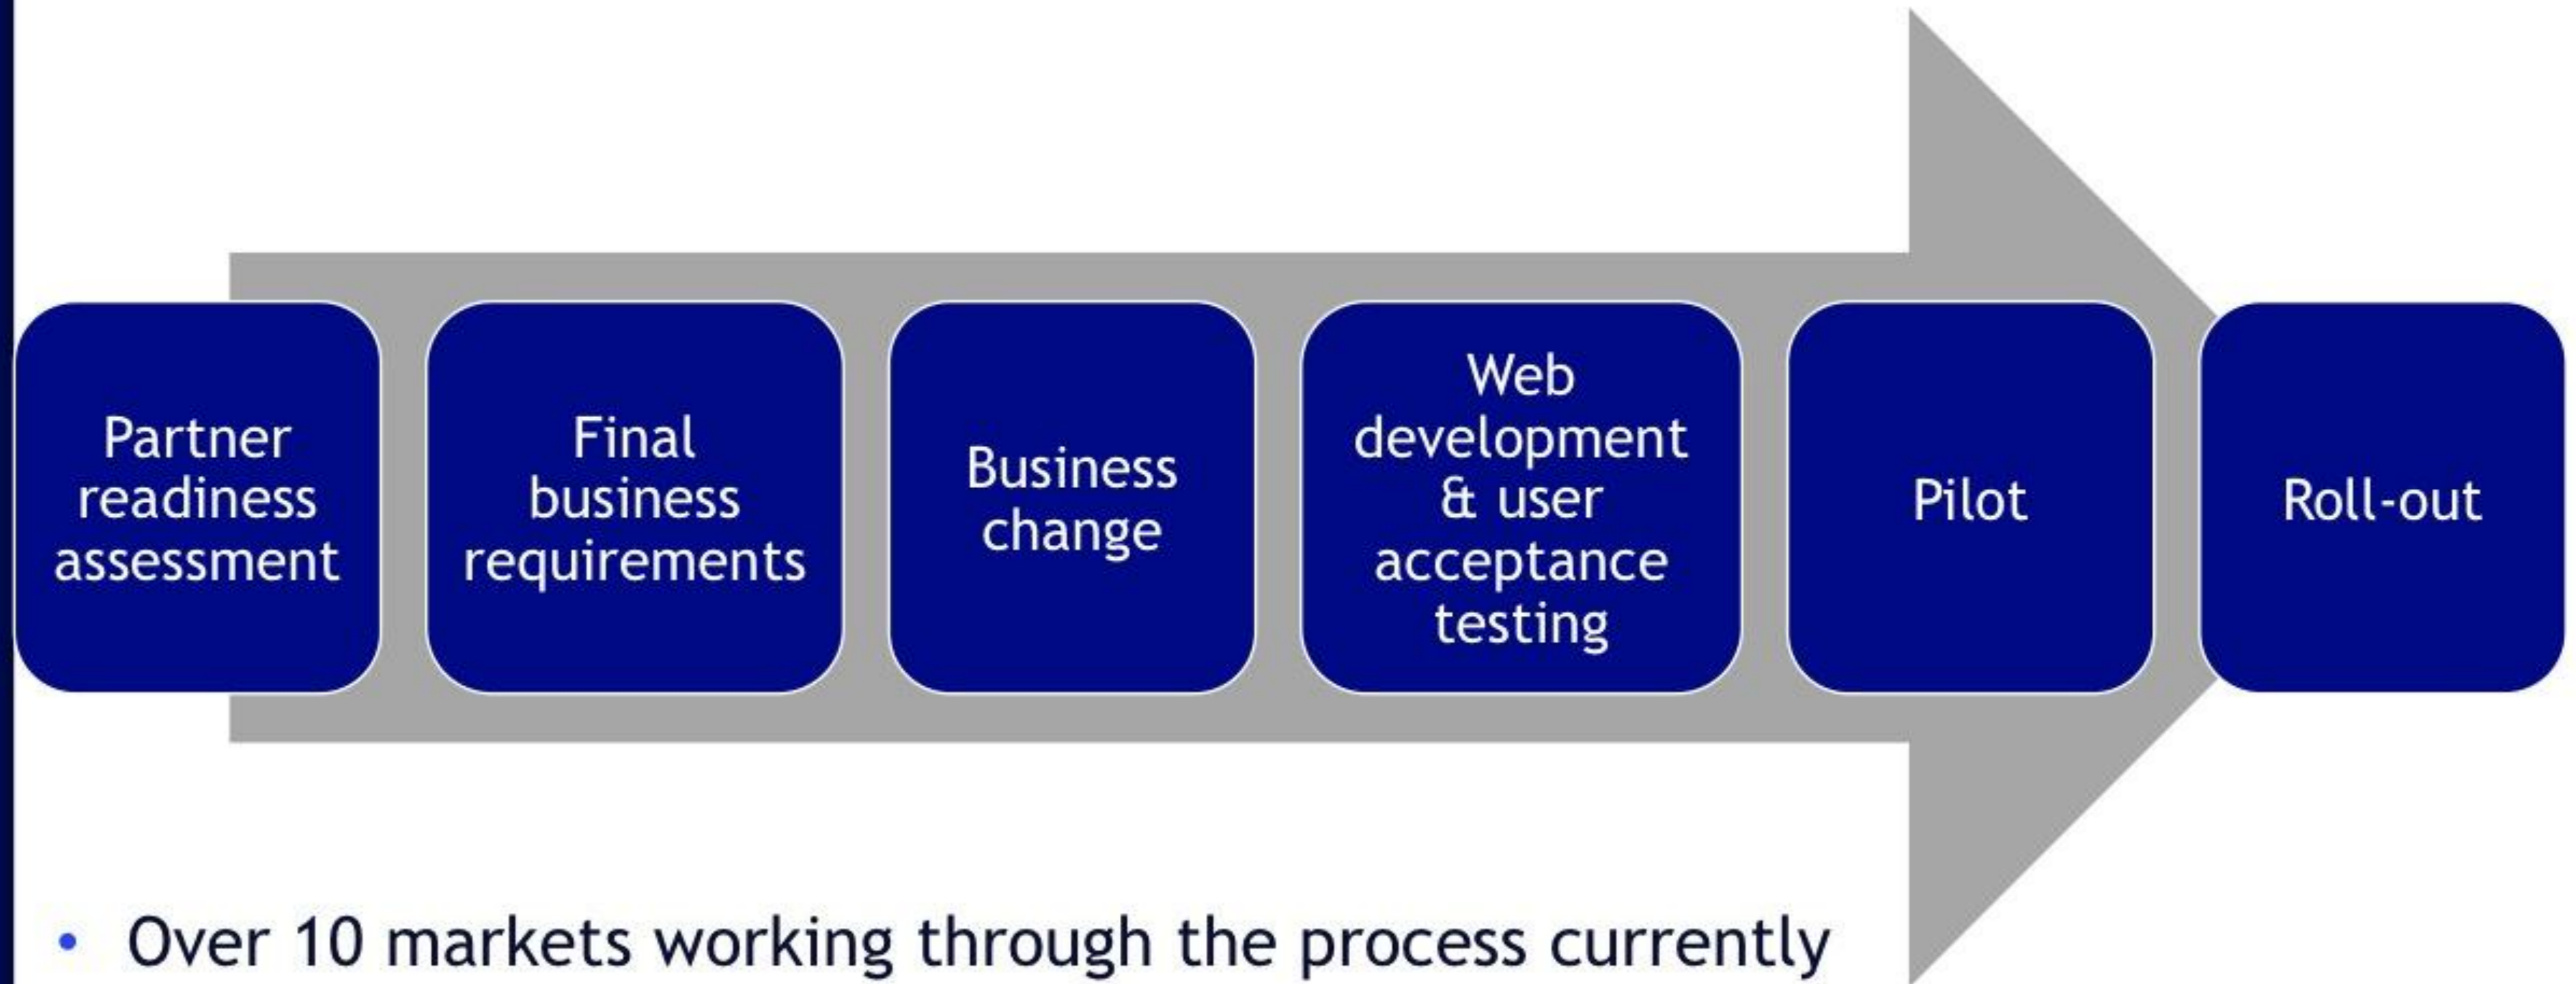 Partner
readiness
assessment
Final
business
requirements
Business
change
Web
development
& user
acceptance
testing
Pilot
Roll-out
• Over 10 markets working through the process currently